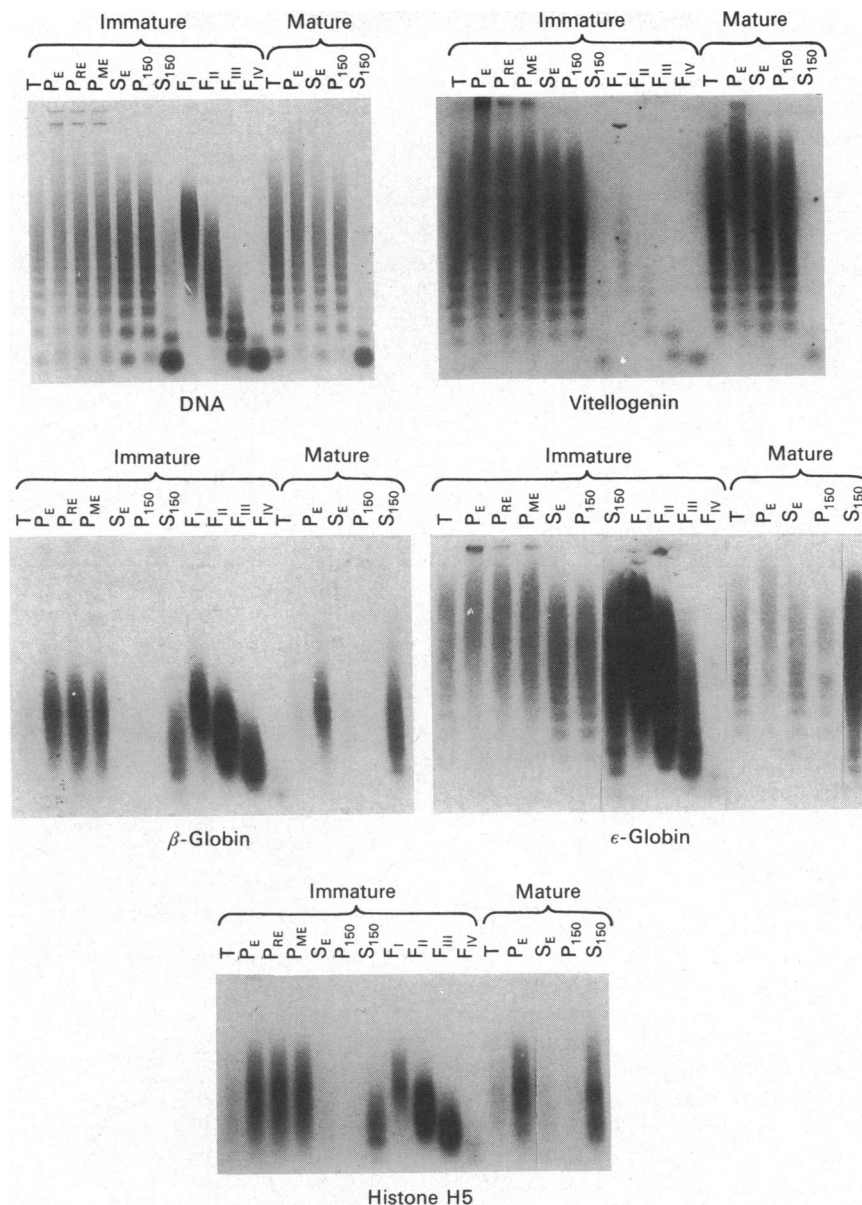 Immature Mature
T P_E P_RE P_ME S_E P_150 S_150 F_I F_II F_III F_IV T P_E S_E P_150 S_150
DNA
Immature Mature
T P_E P_RE P_ME S_E P_150 S_150 F_I F_II F_III F_IV T P_E S_E P_150 S_150
Vitellogenin
Immature Mature
T P_E P_RE P_ME S_E P_150 S_150 F_I F_II F_III F_IV T P_E S_E P_150 S_150
β-Globin
Immature Mature
T P_E P_RE P_ME S_E P_150 S_150 F_I F_II F_III F_IV T P_E S_E P_150 S_150
ε-Globin
Immature Mature
T P_E P_RE P_ME S_E P_150 S_150 F_I F_II F_III F_IV T P_E S_E P_150 S_150
Histone H5